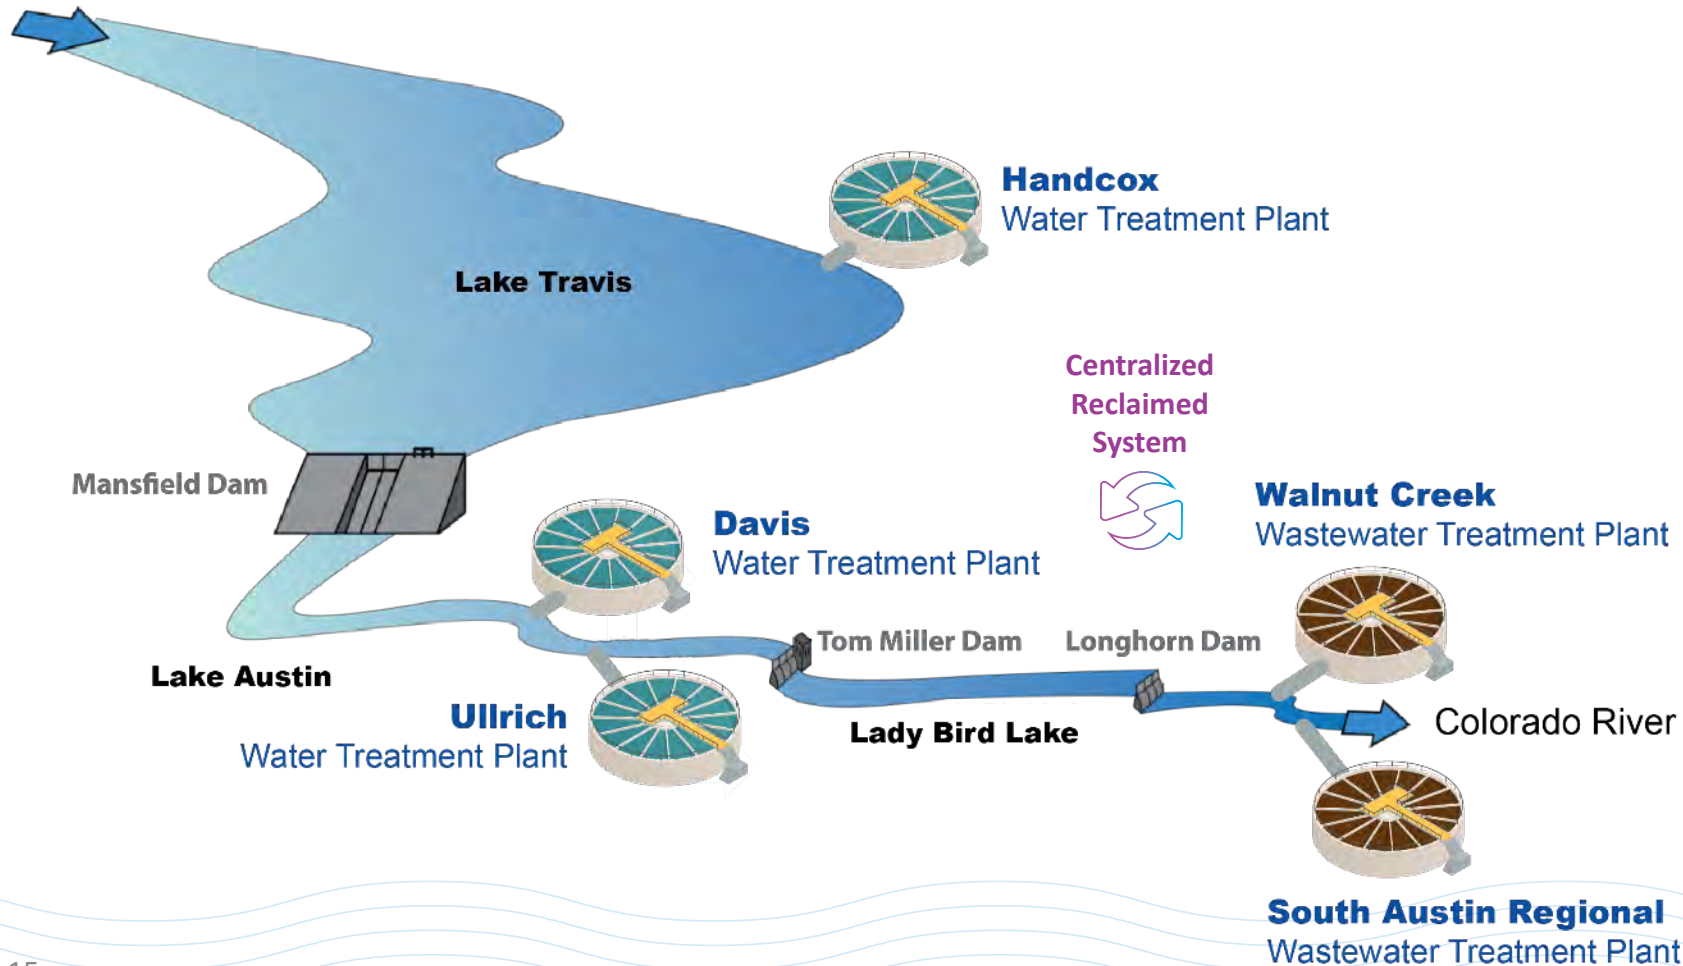 Handcox
Water Treatment Plant
Lake Travis
Centralized
Reclaimed
System
Mansfield Dam
Walnut Creek
Wastewater Treatment Plant
Davis
Water Treatment Plant
Tom Miller Dam
Longhorn Dam
Lake Austin
Ullrich
Water Treatment Plant
Lady Bird Lake
Colorado River
South Austin Regional
Wastewater Treatment Plant
15